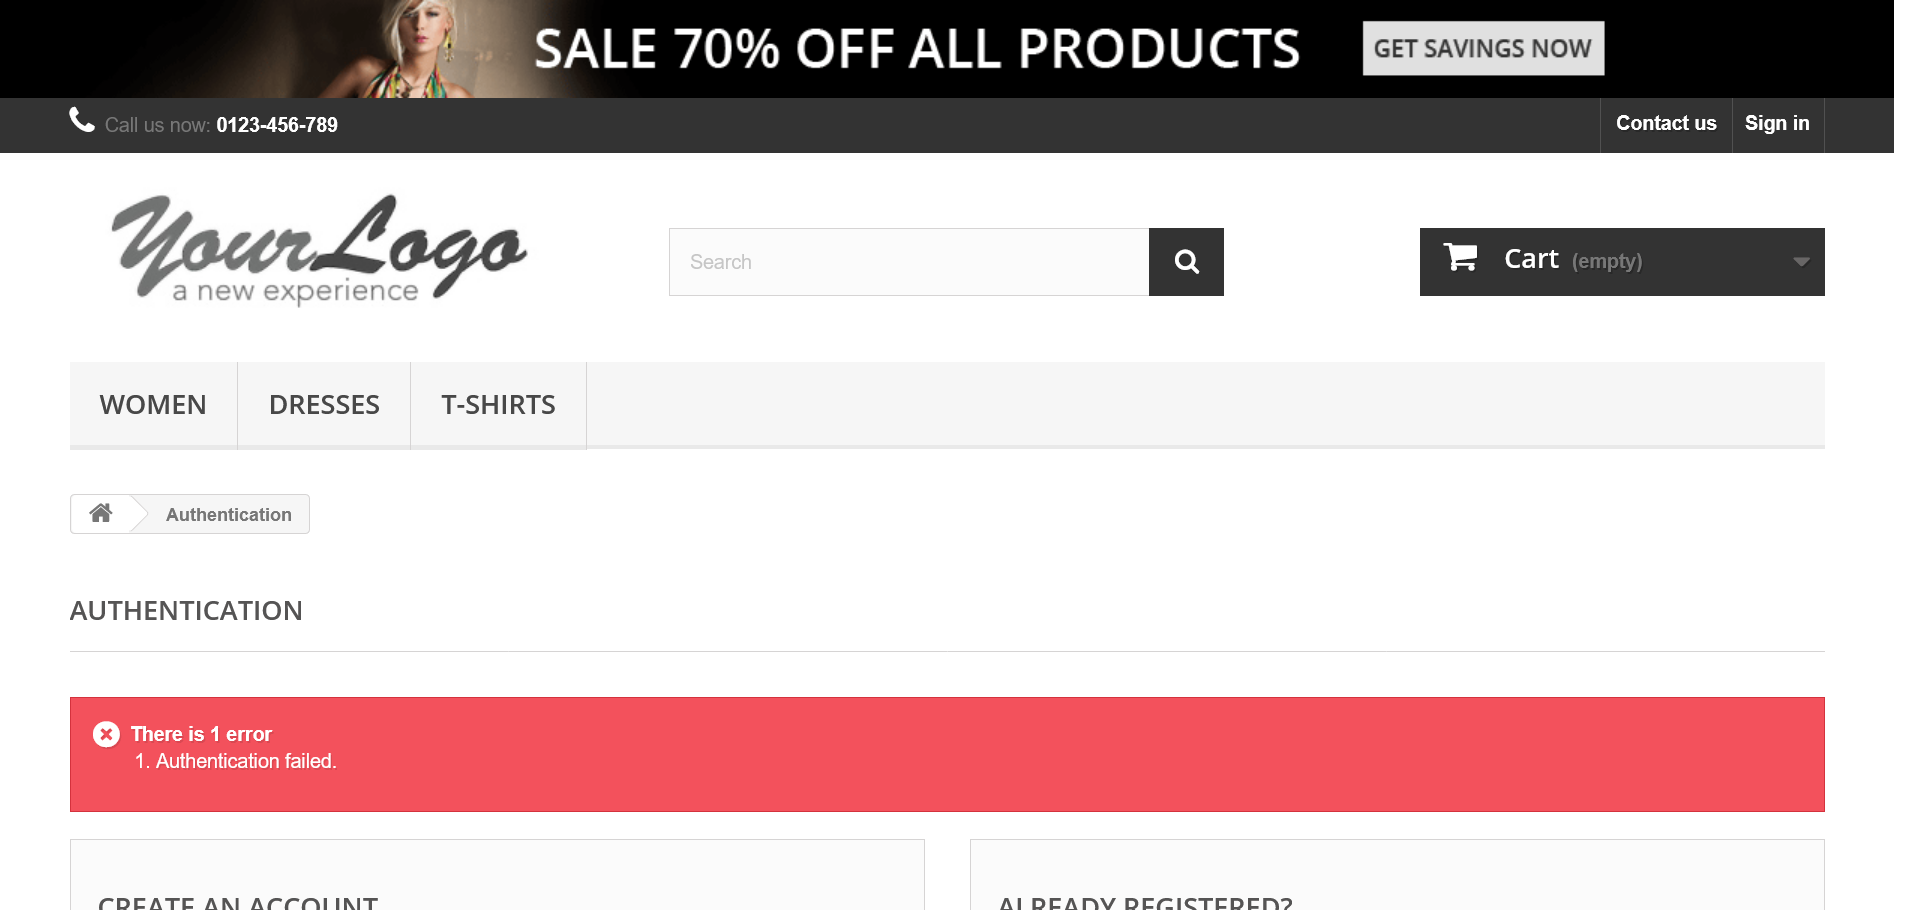 SALE 70% OFF ALL PRODUCTS
GET SAVINGS NOW
Call us now: 0123-456-789
Contact us
Sign in
Your Logo
a new experience
Search
Cart (empty)
WOMEN
DRESSES
T-SHIRTS
Authentication
AUTHENTICATION
There is 1 error
1. Authentication failed.
CREATE AN ACCOUNT
ALREADY REGISTERED?